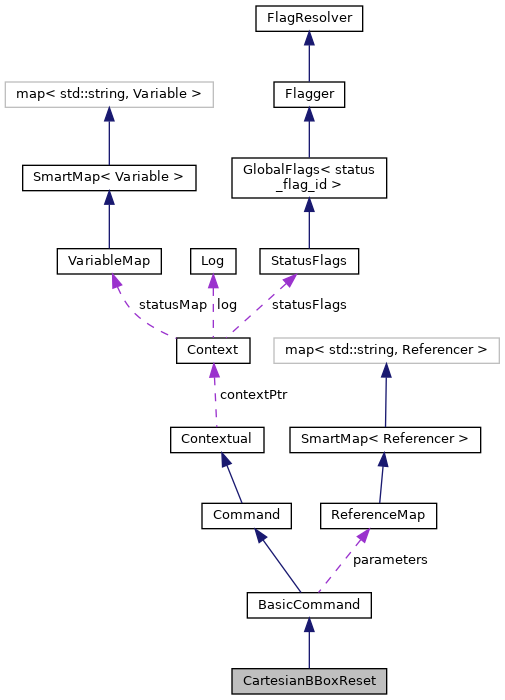 FlagResolver
map< std::string, Variable >
Flagger
SmartMap< Variable >
GlobalFlags< status
_flag_id >
VariableMap
Log
StatusFlags
statusMap
log
statusFlags
Context
map< std::string, Referencer >
contextPtr
Contextual
SmartMap< Referencer >
Command
ReferenceMap
parameters
BasicCommand
CartesianBBoxReset